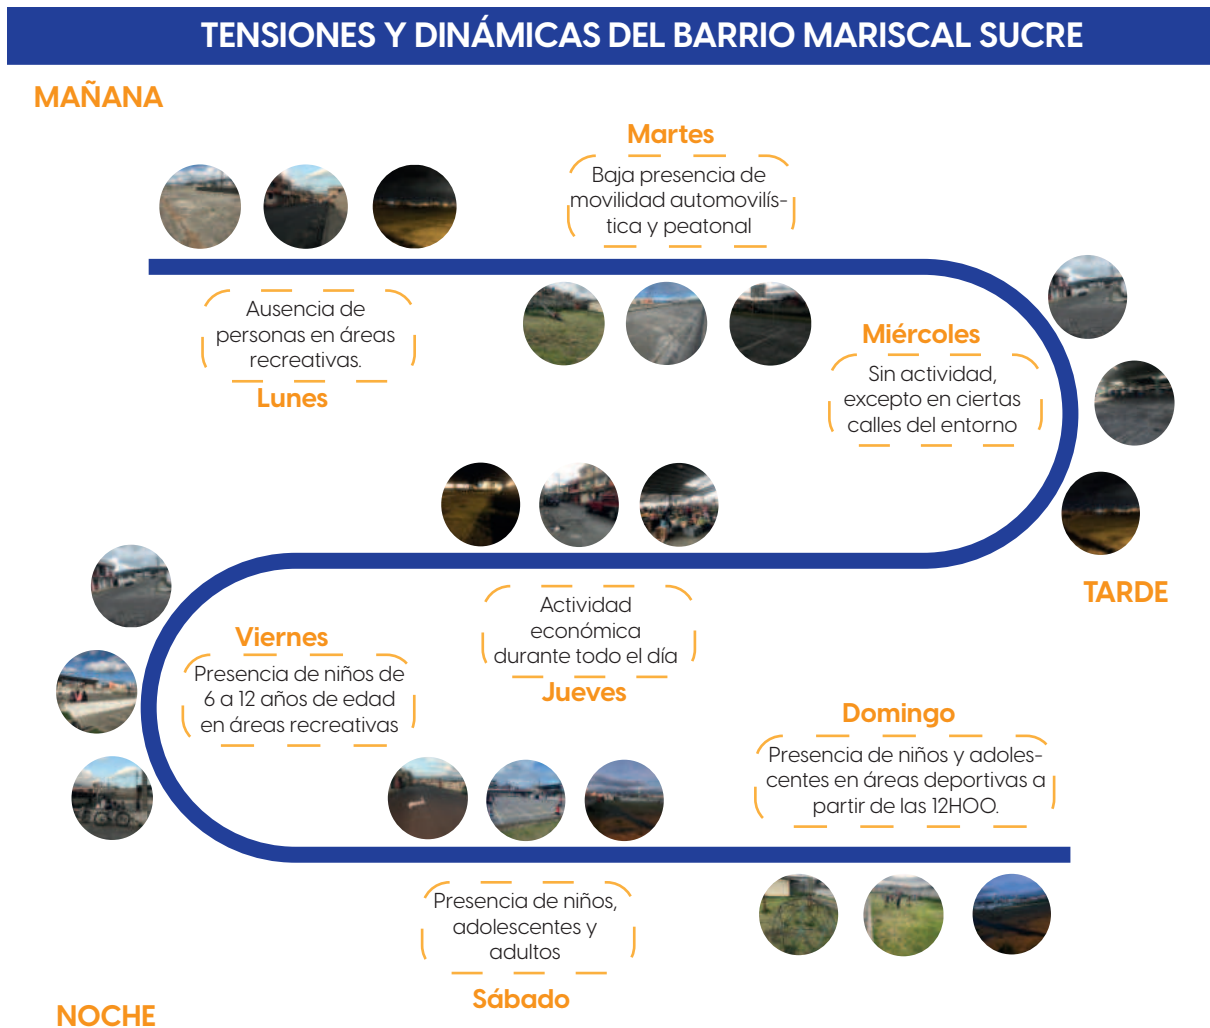 TENSIONES Y DINÁMICAS DEL BARRIO MARISCAL SUCRE
MAÑANA
Martes
Baja presencia de
movilidad automovilís-
tica y peatonal
Ausencia de
personas en áreas
recreativas.
Lunes
Miércoles
Sin actividad,
excepto en ciertas
calles del entorno
TARDE
Actividad
económica
durante todo el día
Jueves
Viernes
Presencia de niños de
6 a 12 años de edad
en áreas recreativas
Domingo
Presencia de niños y adoles-
centes en áreas deportivas a
partir de las 12HOO.
Presencia de niños,
adolescentes y
adultos
Sábado
NOCHE